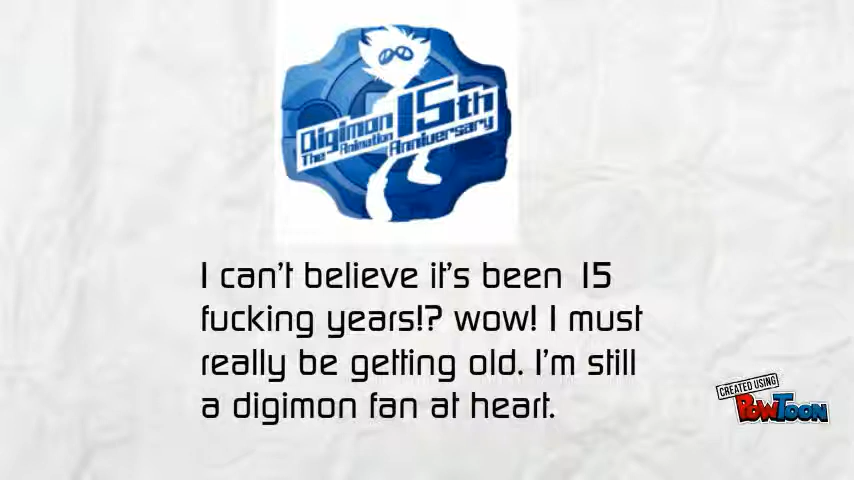 Digimon 15th
The Animation Anniversary
I can't believe it's been 15
fucking years!? wow! I must
really be getting old. I'm still
a digimon fan at heart.
CREATED USING
POWTOON